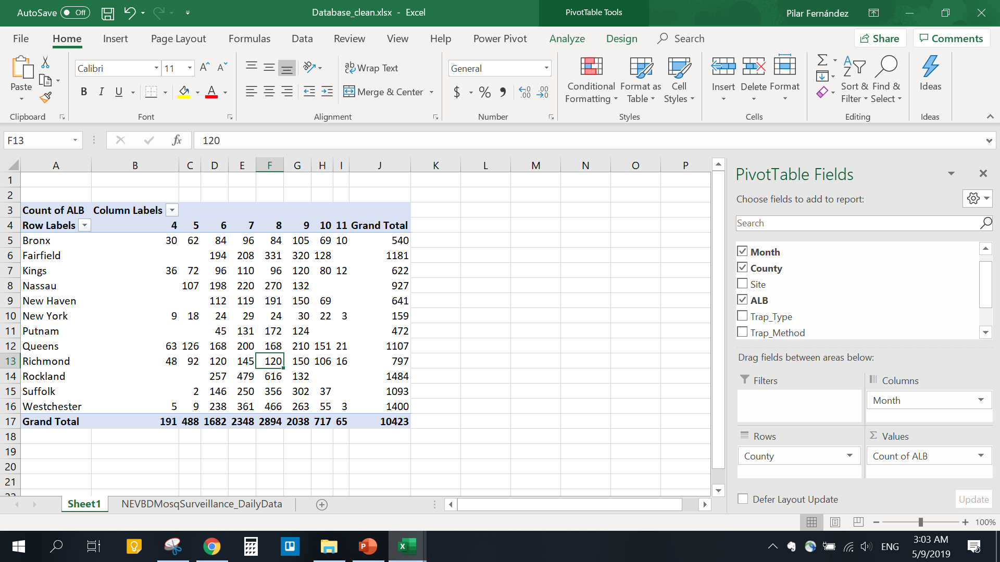 AutoSave Off Database_clean.xlsx - Excel PivotTable Tools Pilar Fernández
File Home Insert Page Layout Formulas Data Review View Help Power Pivot Analyze Design Search Share Comments
Calibri 11 A A ab Wrap Text General
Paste B I U A Merge & Center $ % , .00 .00 .0
Conditional Formatting Format as Table Cell Styles Insert Delete Format Sort & Filter Find & Select Ideas
Clipboard Font Alignment Number Styles Cells Editing Ideas
F13 fx 120
A B C D E F G H I J K L M N O P
1
2
3 Count of ALB Column Labels
4 Row Labels 4 5 6 7 8 9 10 11 Grand Total
5 Bronx 30 62 84 96 84 105 69 10 540
6 Fairfield 194 208 331 320 128 1181
7 Kings 36 72 96 110 96 120 80 12 622
8 Nassau 107 198 220 270 132 927
9 New Haven 112 119 191 150 69 641
10 New York 9 18 24 29 24 30 22 3 159
11 Putnam 45 131 172 124 472
12 Queens 63 126 168 200 168 210 151 21 1107
13 Richmond 48 92 120 145 120 150 106 16 797
14 Rockland 257 479 616 132 1484
15 Suffolk 2 146 250 356 302 37 1093
16 Westchester 5 9 238 361 466 263 55 3 1400
17 Grand Total 191 488 1682 2348 2894 2038 717 65 10423
18
19
20
21
PivotTable Fields
Choose fields to add to report:
Search
Month
County
Site
ALB
Trap_Type
Trap_Method
Drag fields between areas below:
Filters Columns
Month
Rows Values
County Count of ALB
Defer Layout Update Update
Sheet1 NEVBDMosqSurveillance_DailyData
100%
ENG 3:03 AM
5/9/2019